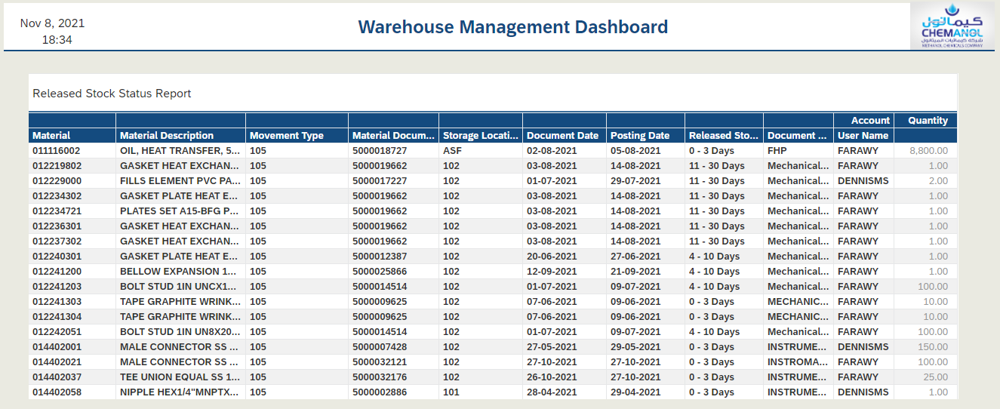 Nov 8, 2021
18:34
Warehouse Management Dashboard
كيمانول
CHEMANOL
شركة كيميائيات الميثانول
METHANOL CHEMICALS COMPANY
Released Stock Status Report
Account Quantity
Material Material Description Movement Type Material Docum... Storage Locati... Document Date Posting Date Released Sto... Document ... User Name
011116002 OIL, HEAT TRANSFER, 5... 105 5000018727 ASF 02-08-2021 05-08-2021 0 - 3 Days FHP FARAWY 8,800.00
012219802 GASKET HEAT EXCHAN... 105 5000019662 102 03-08-2021 14-08-2021 11 - 30 Days Mechanical... FARAWY 1.00
012229000 FILLS ELEMENT PVC PA... 105 5000017227 102 01-07-2021 29-07-2021 11 - 30 Days Mechanical... DENNISMS 2.00
012234302 GASKET PLATE HEAT E... 105 5000019662 102 03-08-2021 14-08-2021 11 - 30 Days Mechanical... FARAWY 1.00
012234721 PLATES SET A15-BFG P... 105 5000019662 102 03-08-2021 14-08-2021 11 - 30 Days Mechanical... FARAWY 1.00
012236301 GASKET HEAT EXCHAN... 105 5000019662 102 03-08-2021 14-08-2021 11 - 30 Days Mechanical... FARAWY 1.00
012237302 GASKET HEAT EXCHAN... 105 5000019662 102 03-08-2021 14-08-2021 11 - 30 Days Mechanical... FARAWY 1.00
012240301 GASKET PLATE HEAT E... 105 5000012387 102 20-06-2021 27-06-2021 4 - 10 Days Mechanical... FARAWY 1.00
012241200 BELLOW EXPANSION 1... 105 5000025866 102 12-09-2021 21-09-2021 4 - 10 Days Mechanical... FARAWY 1.00
012241203 BOLT STUD 1IN UNCX1... 105 5000014514 102 01-07-2021 09-07-2021 4 - 10 Days Mechanical... FARAWY 100.00
012241303 TAPE GRAPHITE WRINK... 105 5000009625 102 07-06-2021 09-06-2021 0 - 3 Days MECHANIC... FARAWY 10.00
012241304 TAPE GRAPHITE WRINK... 105 5000009625 102 07-06-2021 09-06-2021 0 - 3 Days MECHANIC... FARAWY 10.00
012242051 BOLT STUD 1IN UN8X20... 105 5000014514 102 01-07-2021 09-07-2021 4 - 10 Days Mechanical... FARAWY 100.00
014402001 MALE CONNECTOR SS ... 105 5000007428 102 27-05-2021 29-05-2021 0 - 3 Days INSTRUME... DENNISMS 150.00
014402021 MALE CONNECTOR SS ... 105 5000032121 102 27-10-2021 27-10-2021 0 - 3 Days INSTROMA... FARAWY 100.00
014402037 TEE UNION EQUAL SS 1... 105 5000032176 102 26-10-2021 27-10-2021 0 - 3 Days INSTRUME... FARAWY 25.00
014402058 NIPPLE HEX1/4"MNPTX... 105 5000002886 101 28-04-2021 29-04-2021 0 - 3 Days INSTRUME... DENNISMS 1.00